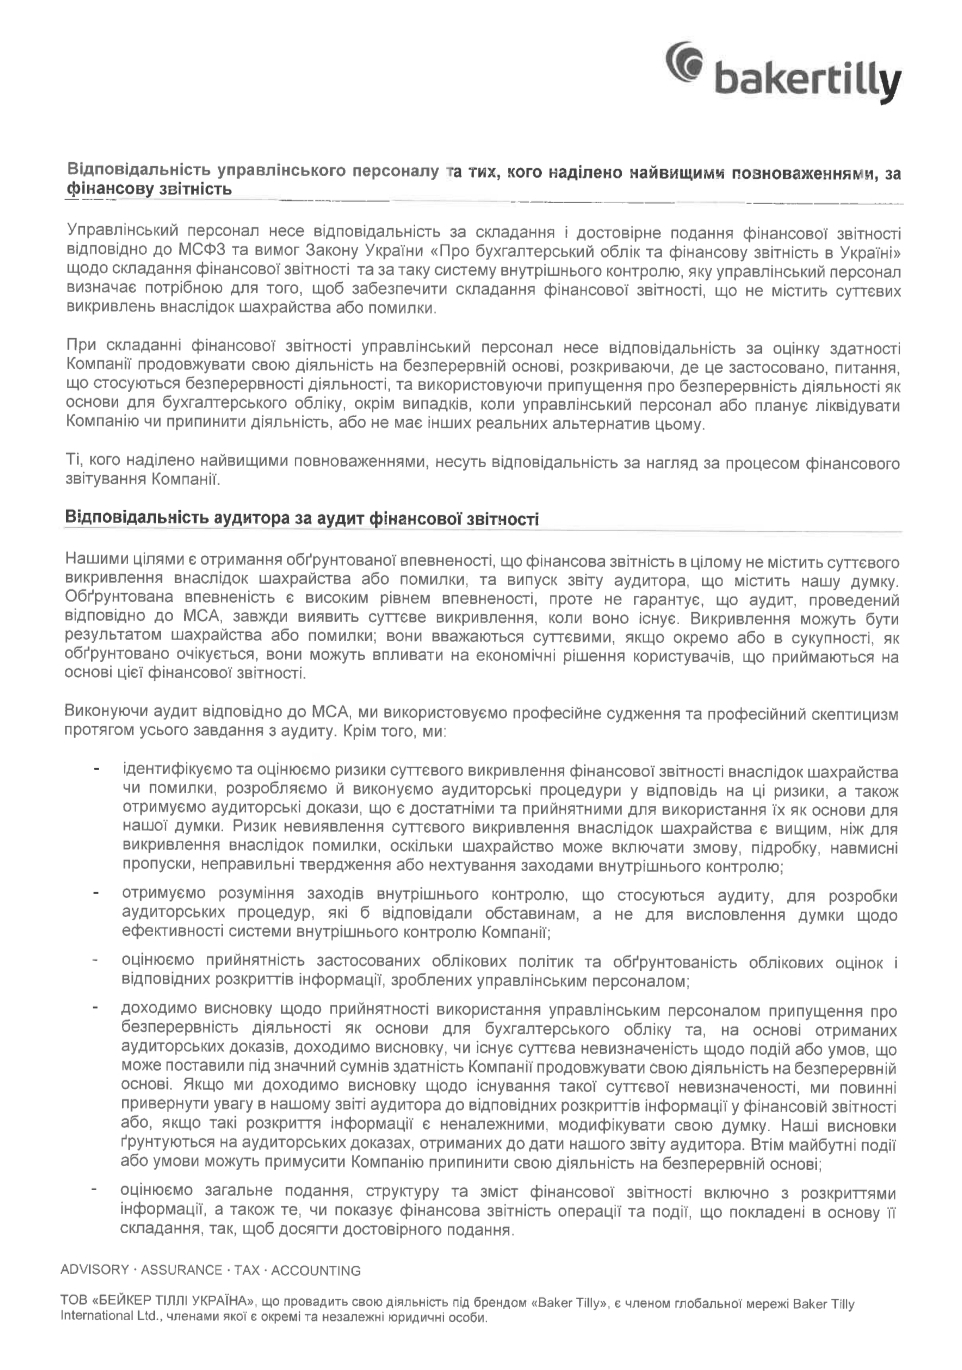 bakertilly
Відповідальність управлінського персоналу та тих, кого наділено найвищими повноваженнями, за
фінансову звітність
Управлінський персонал несе відповідальність за складання і достовірне подання фінансової звітності
відповідно до МСФЗ та вимог Закону України «Про бухгалтерський облік та фінансову звітність в Україні»
щодо складання фінансової звітності та за таку систему внутрішнього контролю, яку управлінський персонал
визначає потрібною для того, щоб забезпечити складання фінансової звітності, що не містить суттєвих
викривлень внаслідок шахрайства або помилки.
При складанні фінансової звітності управлінський персонал несе відповідальність за оцінку здатності
Компанії продовжувати свою діяльність на безперервній основі, розкриваючи, де це застосовано, питання,
що стосуються безперервності діяльності, та використовуючи припущення про безперервність діяльності як
основи для бухгалтерського обліку, окрім випадків, коли управлінський персонал або планує ліквідувати
Компанію чи припинити діяльність, або не має інших реальних альтернатив цьому.
Ті, кого наділено найвищими повноваженнями, несуть відповідальність за нагляд за процесом фінансового
звітування Компанії.
Відповідальність аудитора за аудит фінансової звітності
Нашими цілями є отримання обґрунтованої впевненості, що фінансова звітність в цілому не містить суттєвого
викривлення внаслідок шахрайства або помилки, та випуск звіту аудитора, що містить нашу думку.
Обґрунтована впевненість є високим рівнем впевненості, проте не гарантує, що аудит, проведений
відповідно до МСА, завжди виявить суттєве викривлення, коли воно існує. Викривлення можуть бути
результатом шахрайства або помилки; вони вважаються суттєвими, якщо окремо або в сукупності, як
обґрунтовано очікується, вони можуть впливати на економічні рішення користувачів, що приймаються на
основі цієї фінансової звітності.
Виконуючи аудит відповідно до МСА, ми використовуємо професійне судження та професійний скептицизм
протягом усього завдання з аудиту. Крім того, ми:
- ідентифікуємо та оцінюємо ризики суттєвого викривлення фінансової звітності внаслідок шахрайства
чи помилки, розробляємо й виконуємо аудиторські процедури у відповідь на ці ризики, а також
отримуємо аудиторські докази, що є достатніми та прийнятними для використання їх як основи для
нашої думки. Ризик невиявлення суттєвого викривлення внаслідок шахрайства є вищим, ніж для
викривлення внаслідок помилки, оскільки шахрайство може включати змову, підробку, навмисні
пропуски, неправильні твердження або нехтування заходами внутрішнього контролю;
- отримуємо розуміння заходів внутрішнього контролю, що стосуються аудиту, для розробки
аудиторських процедур, які б відповідали обставинам, а не для висловлення думки щодо
ефективності системи внутрішнього контролю Компанії;
- оцінюємо прийнятність застосованих облікових політик та обґрунтованість облікових оцінок і
відповідних розкриттів інформації, зроблених управлінським персоналом;
- доходимо висновку щодо прийнятності використання управлінським персоналом припущення про
безперервність діяльності як основи для бухгалтерського обліку та, на основі отриманих
аудиторських доказів, доходимо висновку, чи існує суттєва невизначеність щодо подій або умов, що
може поставили під значний сумнів здатність Компанії продовжувати свою діяльність на безперервній
основі. Якщо ми доходимо висновку щодо існування такої суттєвої невизначеності, ми повинні
привернути увагу в нашому звіті аудитора до відповідних розкриттів інформації у фінансовій звітності
або, якщо такі розкриття інформації є неналежними, модифікувати свою думку. Наші висновки
ґрунтуються на аудиторських доказах, отриманих до дати нашого звіту аудитора. Втім майбутні події
або умови можуть примусити Компанію припинити свою діяльність на безперервній основі;
- оцінюємо загальне подання, структуру та зміст фінансової звітності включно з розкриттями
інформації, а також те, чи показує фінансова звітність операції та події, що покладені в основу її
складання, так, щоб досягти достовірного подання.
ADVISORY · ASSURANCE · TAX · ACCOUNTING
ТОВ «БЕЙКЕР ТІЛЛІ УКРАЇНА», що провадить свою діяльність під брендом «Baker Tilly», є членом глобальної мережі Baker Tilly
International Ltd., членами якої є окремі та незалежні юридичні особи.